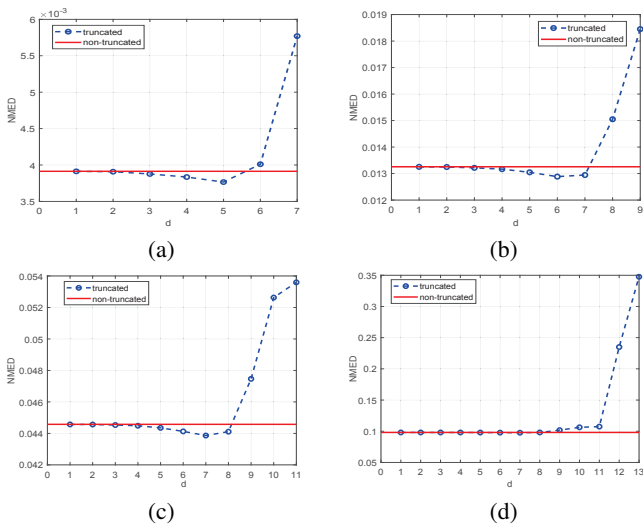 ×10⁻³
6
5.5
5
4.5
4
3.5
NMED
truncated
non-truncated
0 1 2 3 4 5 6 7
d
(a)
0.019
0.018
0.017
0.016
0.015
0.014
0.013
0.012
NMED
truncated
non-truncated
0 1 2 3 4 5 6 7 8 9
d
(b)
0.054
0.052
0.05
0.048
0.046
0.044
0.042
NMED
truncated
non-truncated
0 1 2 3 4 5 6 7 8 9 10 11
d
(c)
0.35
0.3
0.25
0.2
0.15
0.1
0.05
NMED
truncated
non-truncated
0 1 2 3 4 5 6 7 8 9 10 11 12 13
d
(d)